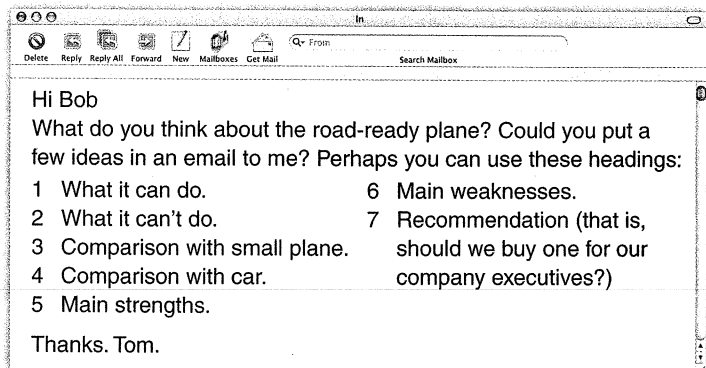 In
From
Delete Reply Reply All Forward New Mailboxes Get Mail Search Mailbox
Hi Bob
What do you think about the road-ready plane? Could you put a
few ideas in an email to me? Perhaps you can use these headings:
1 What it can do.
2 What it can't do.
3 Comparison with small plane.
4 Comparison with car.
5 Main strengths.
6 Main weaknesses.
7 Recommendation (that is,
should we buy one for our
company executives?)
Thanks. Tom.